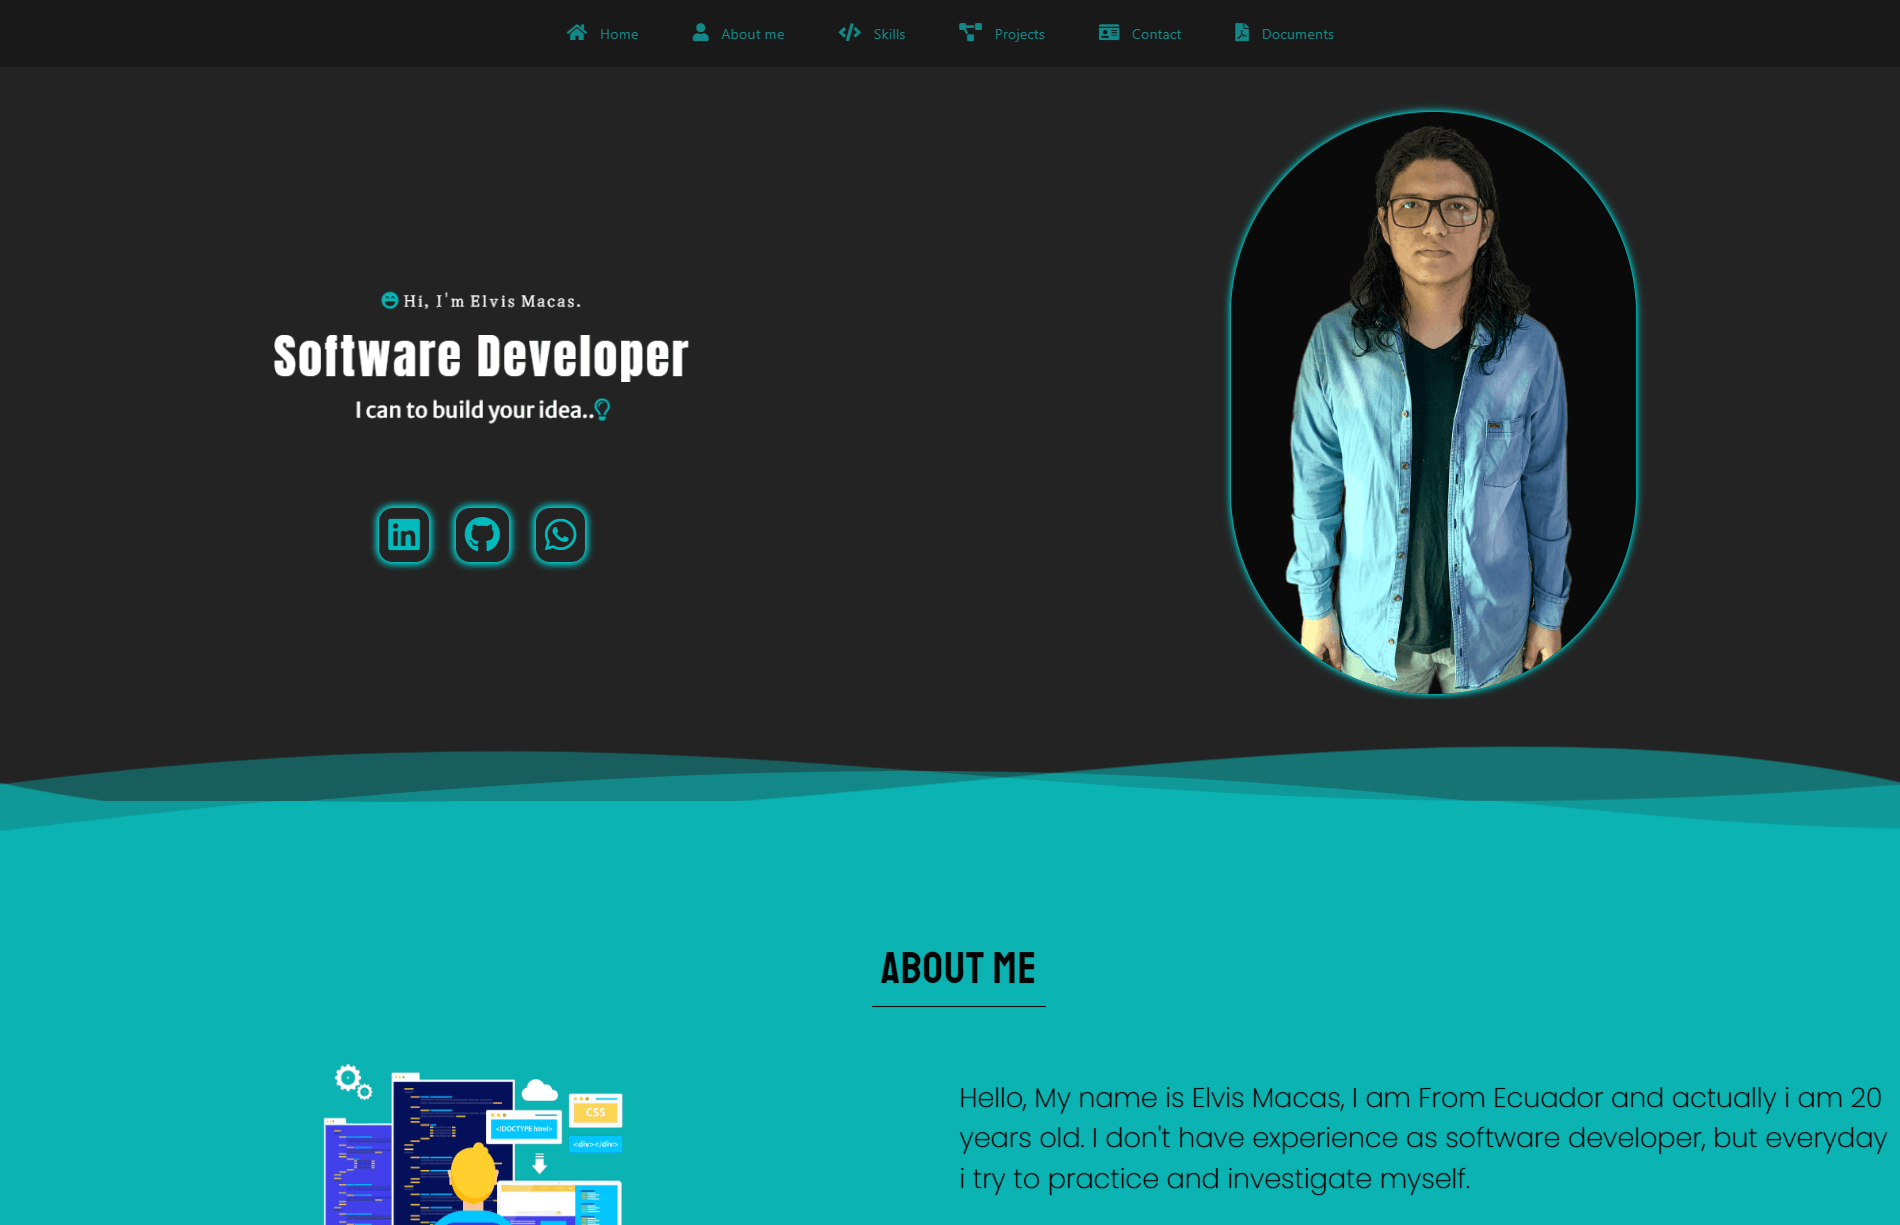 Home About me Skills Projects Contact Documents
Hi, I'm Elvis Macas.
Software Developer
I can to build your idea..
in
ABOUT ME
CSS
<!DOCTYPE html>
<div></div>
Hello, My name is Elvis Macas, I am From Ecuador and actually i am 20
years old. I don't have experience as software developer, but everyday
i try to practice and investigate myself.